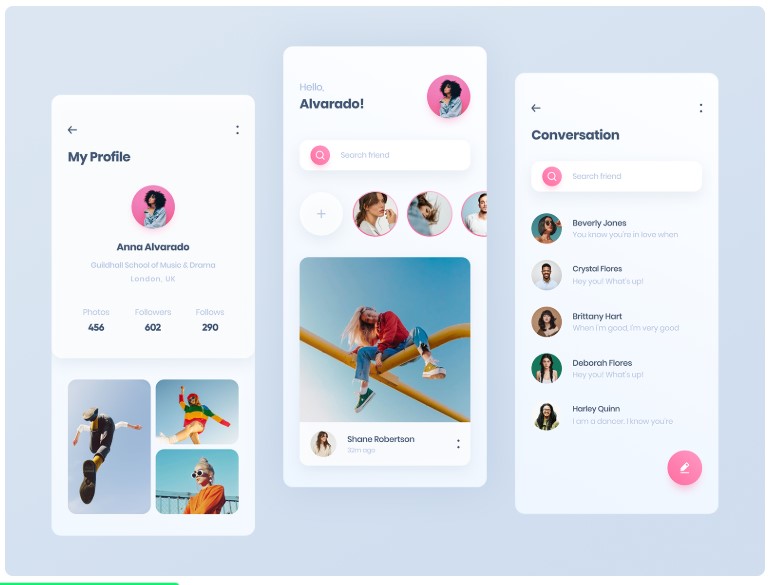 My Profile
Anna Alvarado
Guildhall School of Music & Drama
London, UK
Photos
Followers
Follows
456
602
290
Hello,
Alvarado!
Search friend
+
Shane Robertson
32m ago
Conversation
Search friend
Beverly Jones
You know you're in love when
Crystal Flores
Hey you! What's up!
Brittany Hart
When I'm good, I'm very good
Deborah Flores
Hey you! What's up!
Harley Quinn
I am a dancer. I know you're